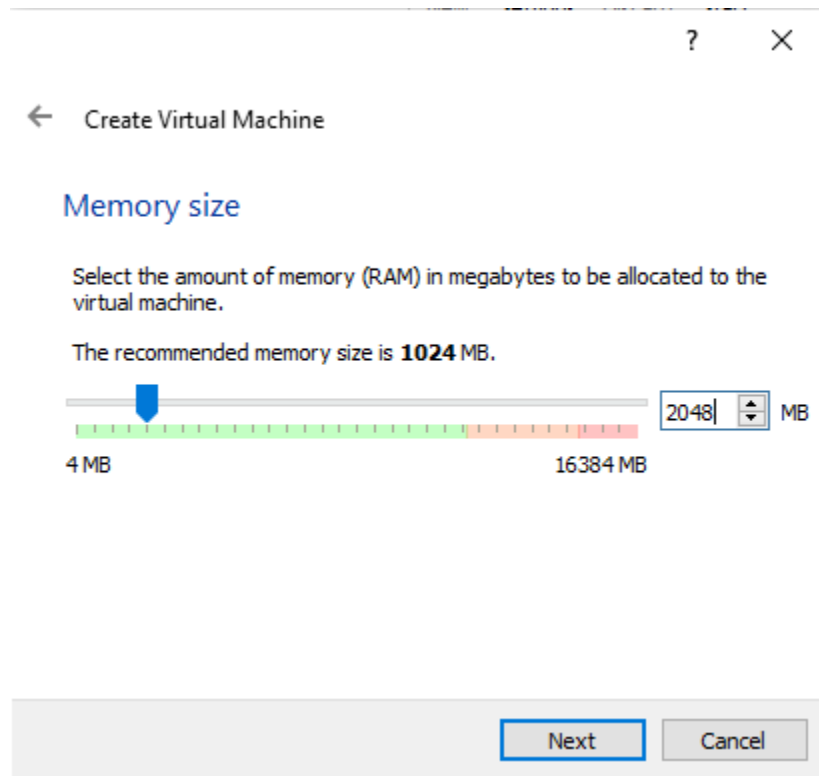 ?
Create Virtual Machine
Memory size
Select the amount of memory (RAM) in megabytes to be allocated to the
virtual machine.
The recommended memory size is 1024 MB.
2048 MB
4 MB 16384 MB
Next Cancel